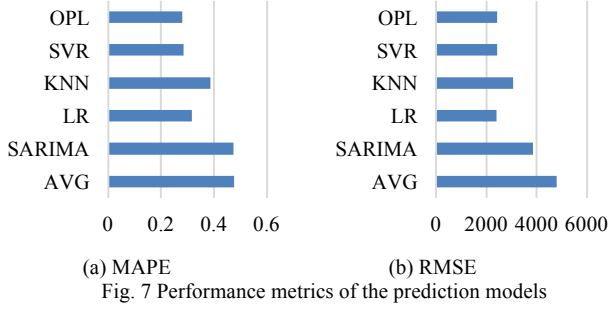 OPL
SVR
KNN
LR
SARIMA
AVG
0 0.2 0.4 0.6
(a) MAPE
OPL
SVR
KNN
LR
SARIMA
AVG
0 2000 4000 6000
(b) RMSE
Fig. 7 Performance metrics of the prediction models